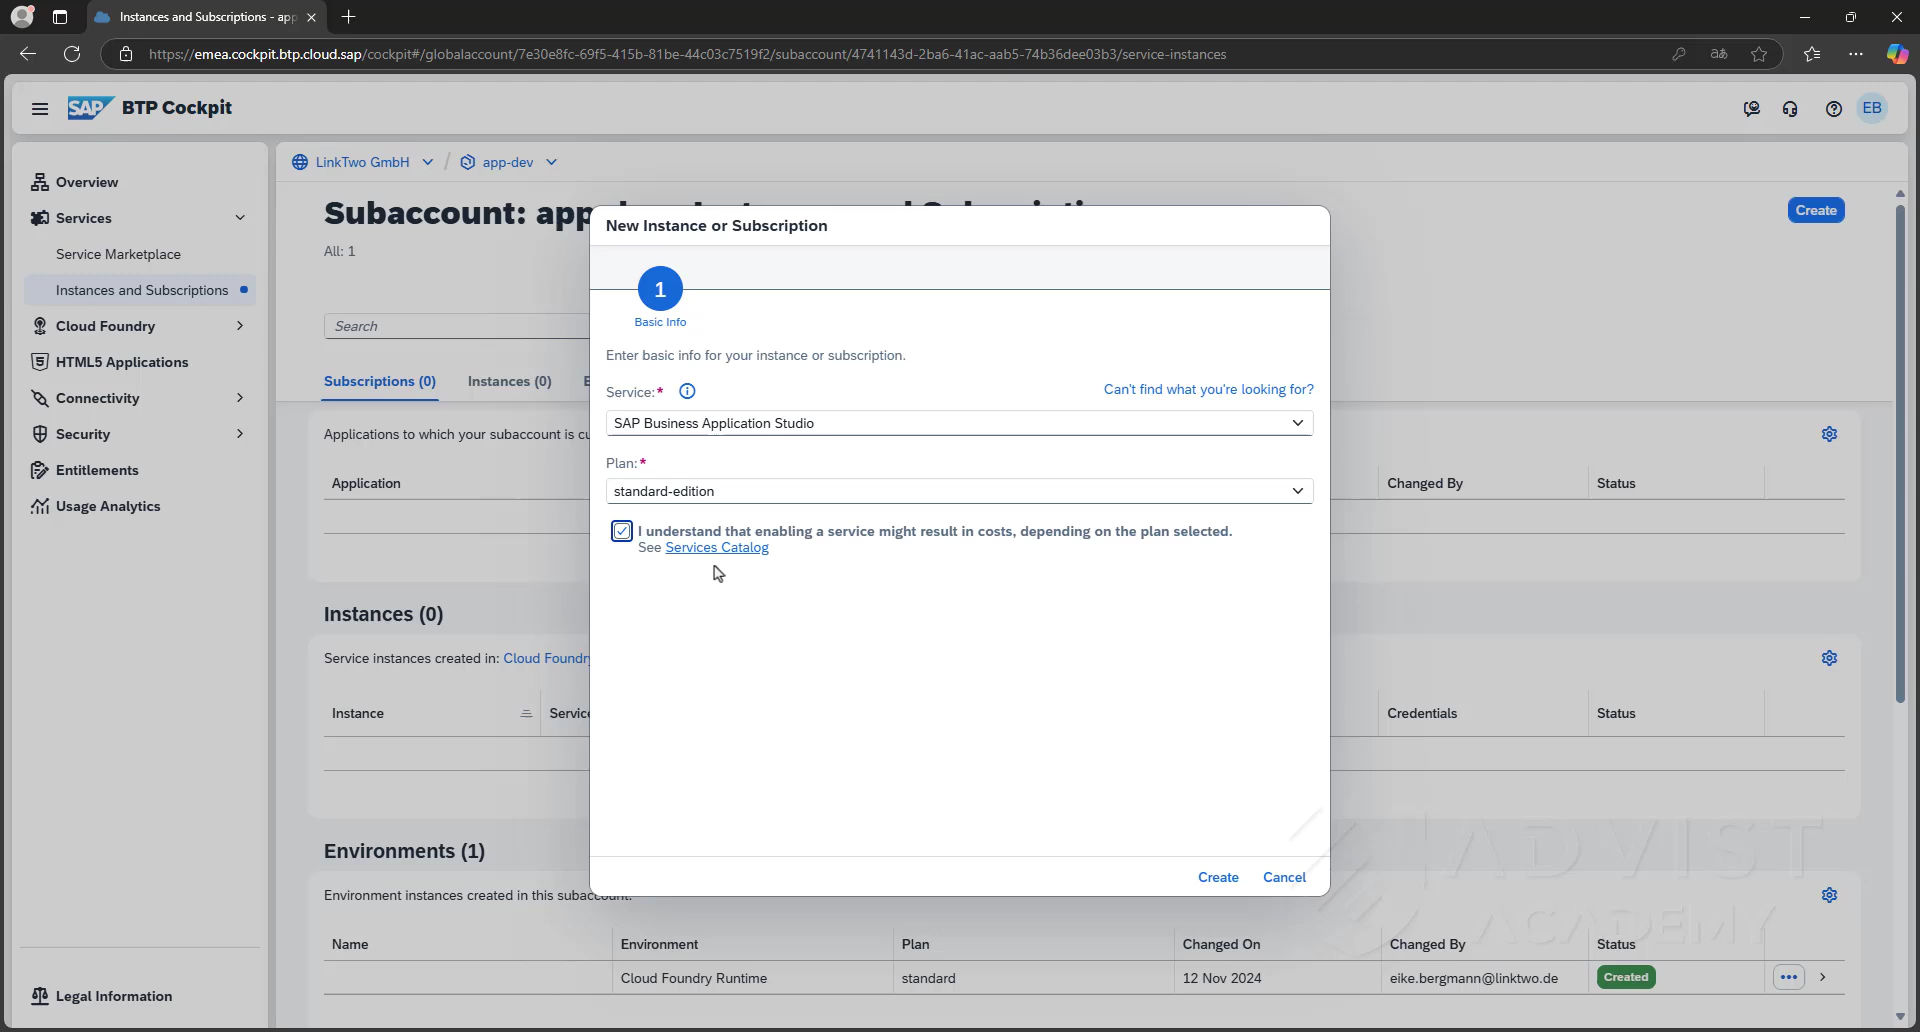 Instances and Subscriptions - app
https://emea.cockpit.btp.cloud.sap/cockpit#/globalaccount/7e30e8fc-69f5-415b-81be-44c03c7519f2/subaccount/4741143d-2ba6-41ac-aab5-74b36dee03b3/service-instances
SAP BTP Cockpit
EB
Overview
Services
Service Marketplace
Instances and Subscriptions
Cloud Foundry
HTML5 Applications
Connectivity
Security
Entitlements
Usage Analytics
Legal Information
LinkTwo GmbH / app-dev
Subaccount: app
Create
All: 1
Search
Subscriptions (0) Instances (0)
Applications to which your subaccount is
Application Changed By Status
Instances (0)
Service instances created in: Cloud Foundry
Instance Service Credentials Status
Environments (1)
Environment instances created in this subaccount.
Name Environment Plan Changed On Changed By Status
Cloud Foundry Runtime standard 12 Nov 2024 eike.bergmann@linktwo.de Created
New Instance or Subscription
1
Basic Info
Enter basic info for your instance or subscription.
Service:*
Can't find what you're looking for?
SAP Business Application Studio
Plan:*
standard-edition
I understand that enabling a service might result in costs, depending on the plan selected.
See Services Catalog
Create Cancel
ADVIST
ACADEMY